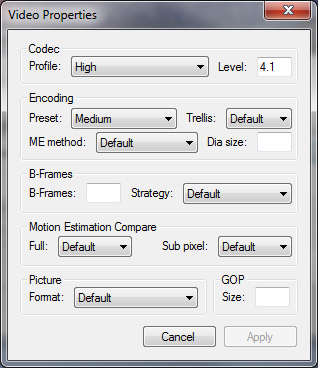 Video Properties
Codec
Profile: High Level: 4.1
Encoding
Preset: Medium Trellis: Default
ME method: Default Dia size:
B-Frames
B-Frames: Strategy: Default
Motion Estimation Compare
Full: Default Sub pixel: Default
Picture GOP
Format: Default Size:
Cancel Apply